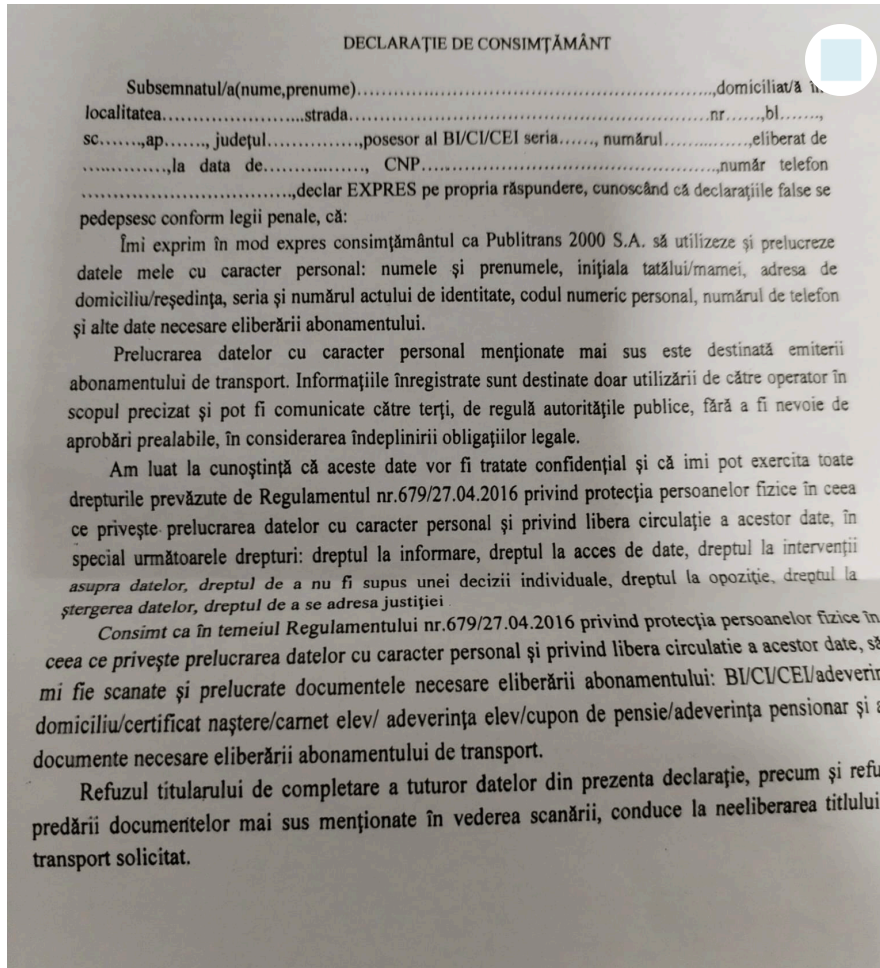 DECLARAȚIE DE CONSIMȚĂMÂNT
Subsemnatul/a(nume,prenume)..............................................................,domiciliat/ă
localitatea.......................strada...........................................................nr......,bl.......,
sc.......,ap......., județul..............,posesor al BI/CI/CEI seria......, numărul..............,eliberat de
.............,la data de............., CNP.................................................,număr telefon
..................................,declar EXPRES pe propria răspundere, cunoscând că declarațiile false se
pedepsesc conform legii penale, că:
Îmi exprim în mod expres consimțământul ca Publitrans 2000 S.A. să utilizeze și prelucreze
datele mele cu caracter personal: numele și prenumele, inițiala tatălui/mamei, adresa de
domiciliu/reședința, seria și numărul actului de identitate, codul numeric personal, numărul de telefon
și alte date necesare eliberării abonamentului.
Prelucrarea datelor cu caracter personal menționate mai sus este destinată emiterii
abonamentului de transport. Informațiile înregistrate sunt destinate doar utilizării de către operator în
scopul precizat și pot fi comunicate către terți, de regulă autoritățile publice, fără a fi nevoie de
aprobări prealabile, în considerarea îndeplinirii obligațiilor legale.
Am luat la cunoștință că aceste date vor fi tratate confidențial și că imi pot exercita toate
drepturile prevăzute de Regulamentul nr.679/27.04.2016 privind protecția persoanelor fizice în ceea
ce privește prelucrarea datelor cu caracter personal și privind libera circulație a acestor date, în
special următoarele drepturi: dreptul la informare, dreptul la acces de date, dreptul la intervenții
asupra datelor, dreptul de a nu fi supus unei decizii individuale, dreptul la opoziție, dreptul la
ștergerea datelor, dreptul de a se adresa justiției
Consimt ca în temeiul Regulamentului nr.679/27.04.2016 privind protecția persoanelor fizice în
ceea ce privește prelucrarea datelor cu caracter personal și privind libera circulatie a acestor date, să
mi fie scanate și prelucrate documentele necesare eliberării abonamentului: BI/CI/CEI/adeverin
domiciliu/certificat naștere/carnet elev/ adeverința elev/cupon de pensie/adeverința pensionar și a
documente necesare eliberării abonamentului de transport.
Refuzul titularului de completare a tuturor datelor din prezenta declarație, precum și refu
predării documentelor mai sus menționate în vederea scanării, conduce la neeliberarea titlului
transport solicitat.